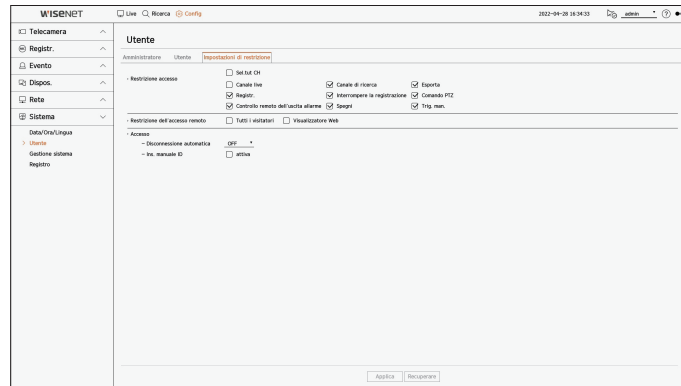 WISENET
Live Ricerca Config 2022-04-28 16:34:33 admin ?
Telecamera
Registr.
Evento
Dispos.
Rete
Sistema
Data/Ora/Lingua
Utente
Gestione sistema
Registro
Utente
Amministratore Utente Impostazioni di restrizione
Restrizione accesso
Sel.tut CH
Canale live Canale di ricerca Esporta
Registr. Interrompere la registrazione Comando PTZ
Controllo remoto dell'uscita allarme Spegni Trig. man.
Restrizione dell'accesso remoto Tutti i visitatori Visualizzatore Web
Accesso
– Disconnessione automatica OFF
– Ins. manuale ID attiva
Applica Recuperare